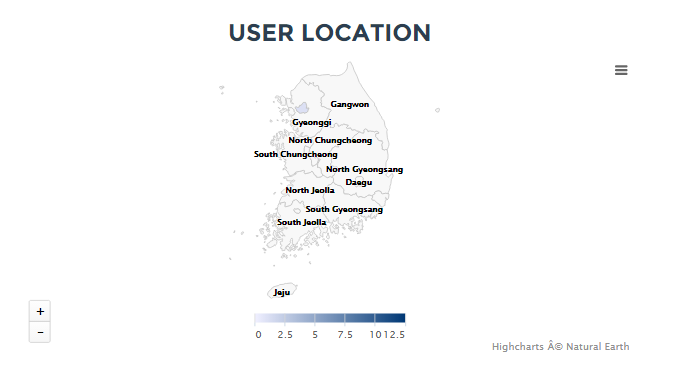 USER LOCATION
Gangwon
Gyeonggi
North Chungcheong
South Chungcheong
North Gyeongsang
Daegu
North Jeolla
South Gyeongsang
South Jeolla
Jeju
+
-
0 2.5 5 7.5 10 12.5
Highcharts Â© Natural Earth